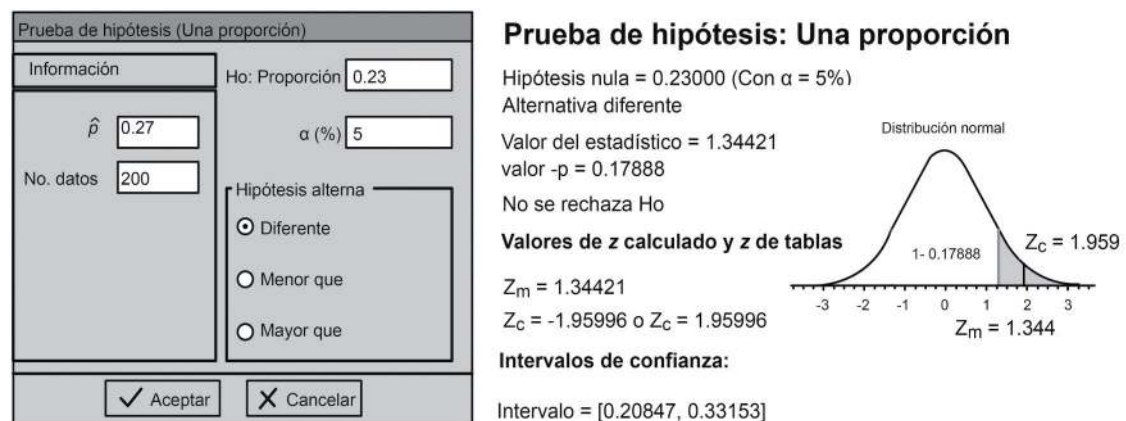 Prueba de hipótesis (Una proporción)
Información
p̂ 0.27
No. datos 200
Ho: Proporción 0.23
α (%) 5
Hipótesis alterna
Diferente
Menor que
Mayor que
Aceptar
Cancelar
Prueba de hipótesis: Una proporción
Hipótesis nula = 0.23000 (Con α = 5%)
Alternativa diferente
Valor del estadístico = 1.34421
valor -p = 0.17888
No se rechaza Ho
Valores de z calculado y z de tablas
Zm = 1.34421
Zc = -1.95996 o Zc = 1.95996
Intervalos de confianza:
Intervalo = [0.20847, 0.33153]
Distribución normal
1- 0.17888
Zc = 1.959
-3 -2 -1 0 1 2 3
Zm = 1.344